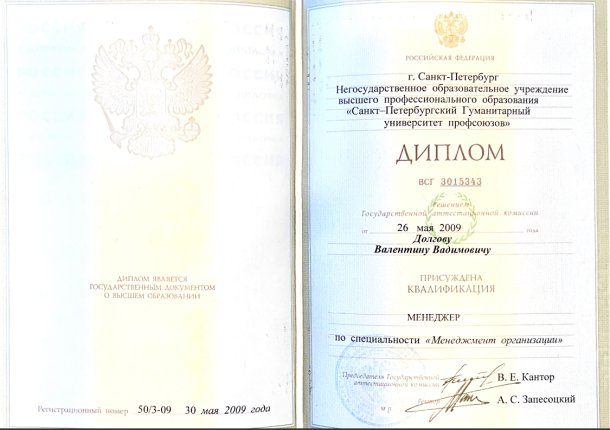 ДИПЛОМ ЯВЛЯЕТСЯ
ГОСУДАРСТВЕННЫМ ДОКУМЕНТОМ
О ВЫСШЕМ ОБРАЗОВАНИИ
Регистрационный номер 50/3-09 30 мая 2009 года
РОССИЙСКАЯ ФЕДЕРАЦИЯ
г. Санкт-Петербург
Негосударственное образовательное учреждение
высшего профессионального образования
«Санкт–Петербургский Гуманитарный
университет профсоюзов»
ДИПЛОМ
ВСГ 3015343
Решением
Государственной аттестационной комиссии
от 26 мая 2009 года
Долгову
Валентину Вадимовичу
ПРИСУЖДЕНА
КВАЛИФИКАЦИЯ
МЕНЕДЖЕР
по специальности «Менеджмент организации»
Председатель Государственной
аттестационной комиссии В. Е. Кантор
Ректор А. С. Запесоцкий
М.Р.